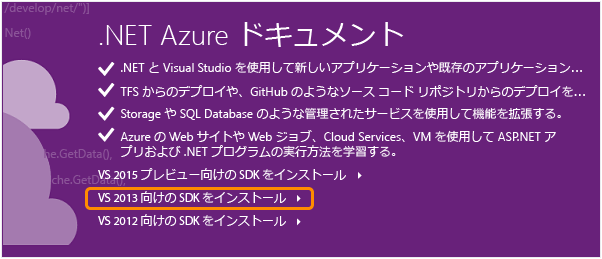 /develop/net/")]
Net()
.NET Azure ドキュメント
.NET と Visual Studio を使用して新しいアプリケーションや既存のアプリケーション...
TFS からのデプロイや、GitHub のようなソース コード リポジトリからのデプロイを...
Storage や SQL Database のような管理されたサービスを使用して機能を拡張する。
Azure の Web サイトや Web ジョブ、Cloud Services、VM を使用して ASP.NET ア
プリおよび .NET プログラムの実行方法を学習する。
che.GetData();
VS 2015 プレビュー向けの SDK をインストール
che.GetData();
VS 2013 向けの SDK をインストール
VS 2012 向けの SDK をインストール